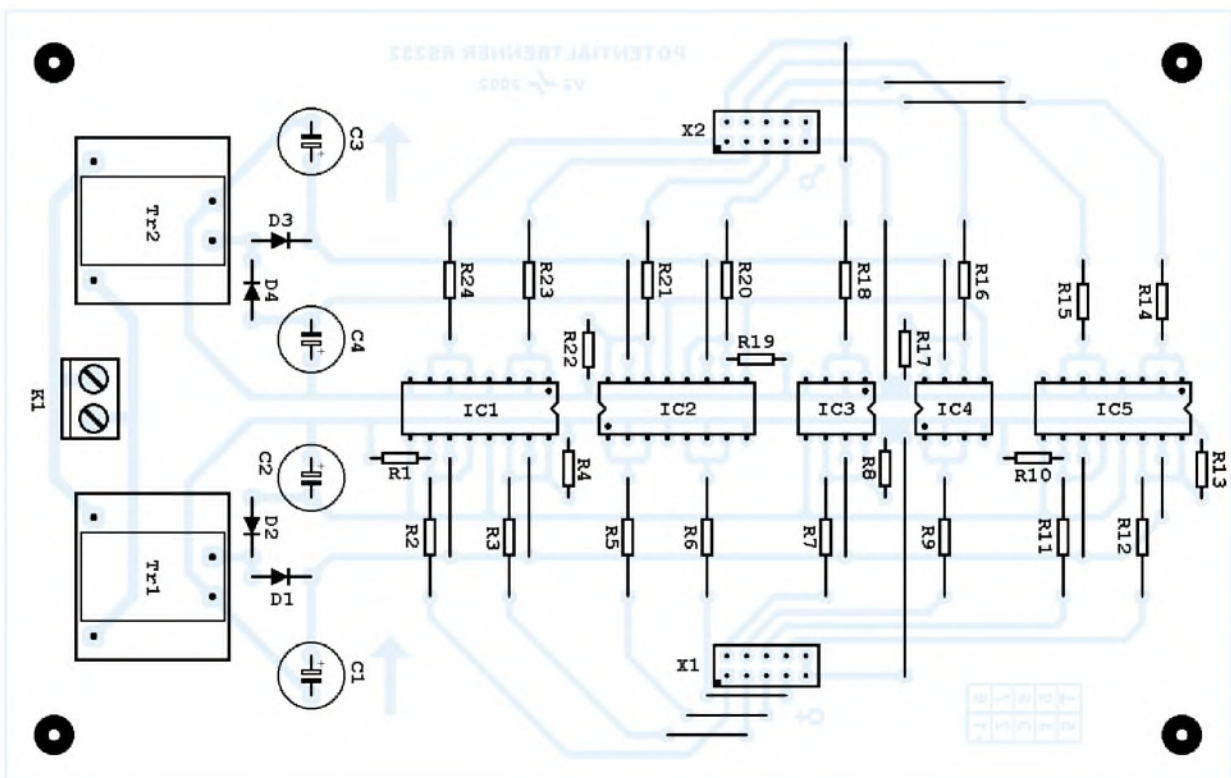 POTENTIALTRENNER RS232
V2 2002
X2
C3
Tr2
D3
D4
C4
R24
R23
R21
R20
R18
R16
R15
R14
R22
R19
R17
K1
IC1
IC2
IC3
IC4
IC5
C2
R1
R4
R8
R10
R13
D2
R2
R3
R5
R6
R7
R9
R11
R12
Tr1
D1
X1
C1